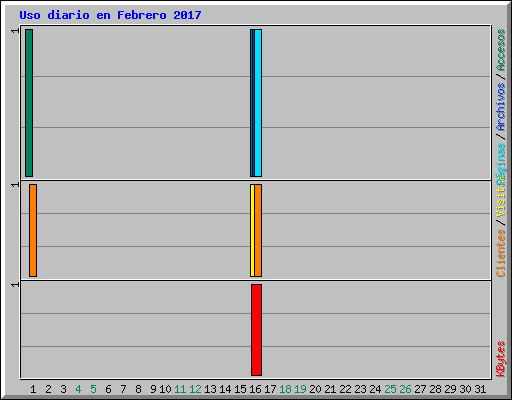 Uso diario en Febrero 2017
1
1
1
1 2 3 4 5 6 7 8 9 10 11 12 13 14 15 16 17 18 19 20 21 22 23 24 25 26 27 28 29 30 31
KBytes
Clientes / Visitas
Páginas / Archivos / Accesos